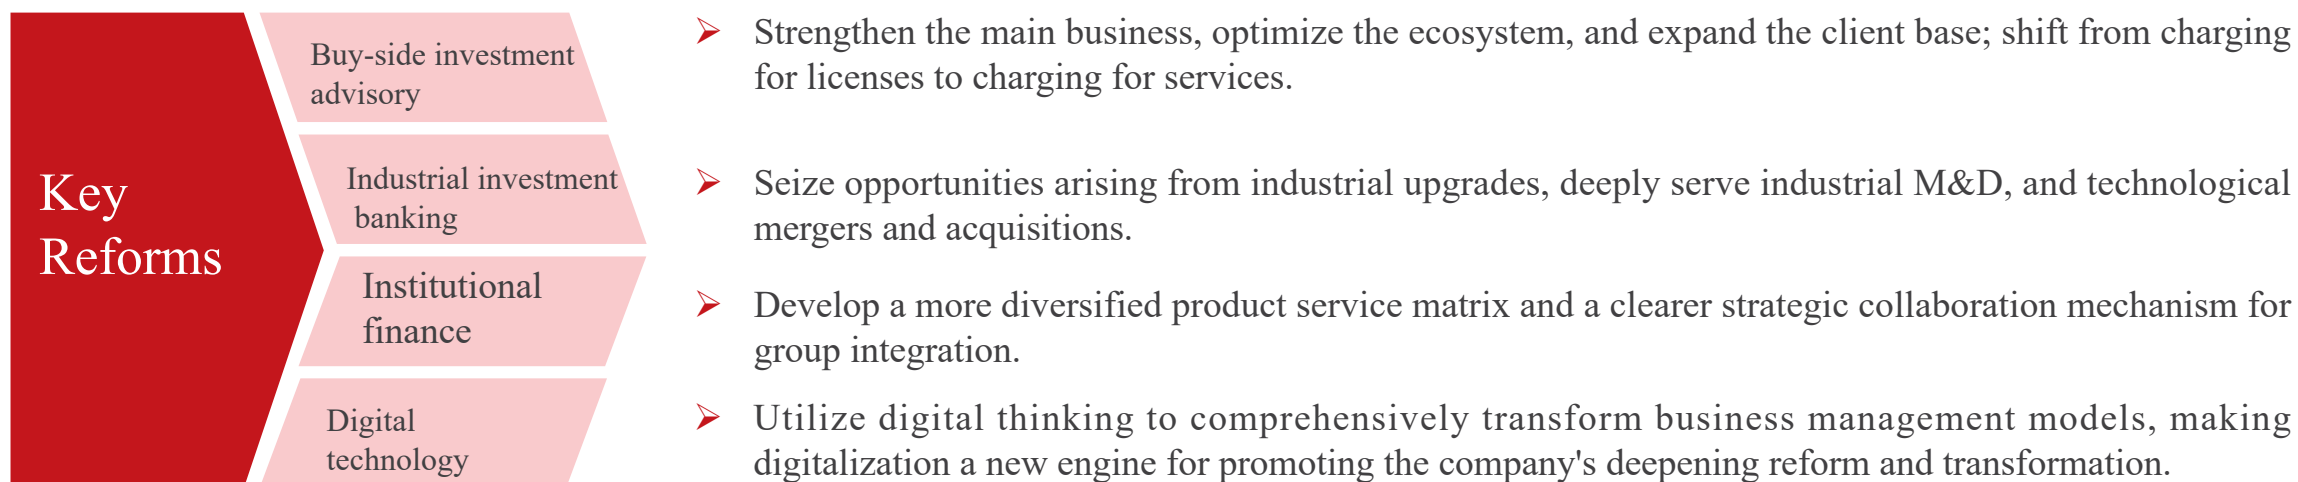 Key
Reforms
Buy-side investment
advisory
Strengthen the main business, optimize the ecosystem, and expand the client base; shift from charging
for licenses to charging for services.
Industrial investment
banking
Seize opportunities arising from industrial upgrades, deeply serve industrial M&D, and technological
mergers and acquisitions.
Institutional
finance
Develop a more diversified product service matrix and a clearer strategic collaboration mechanism for
group integration.
Digital
technology
Utilize digital thinking to comprehensively transform business management models, making
digitalization a new engine for promoting the company's deepening reform and transformation.